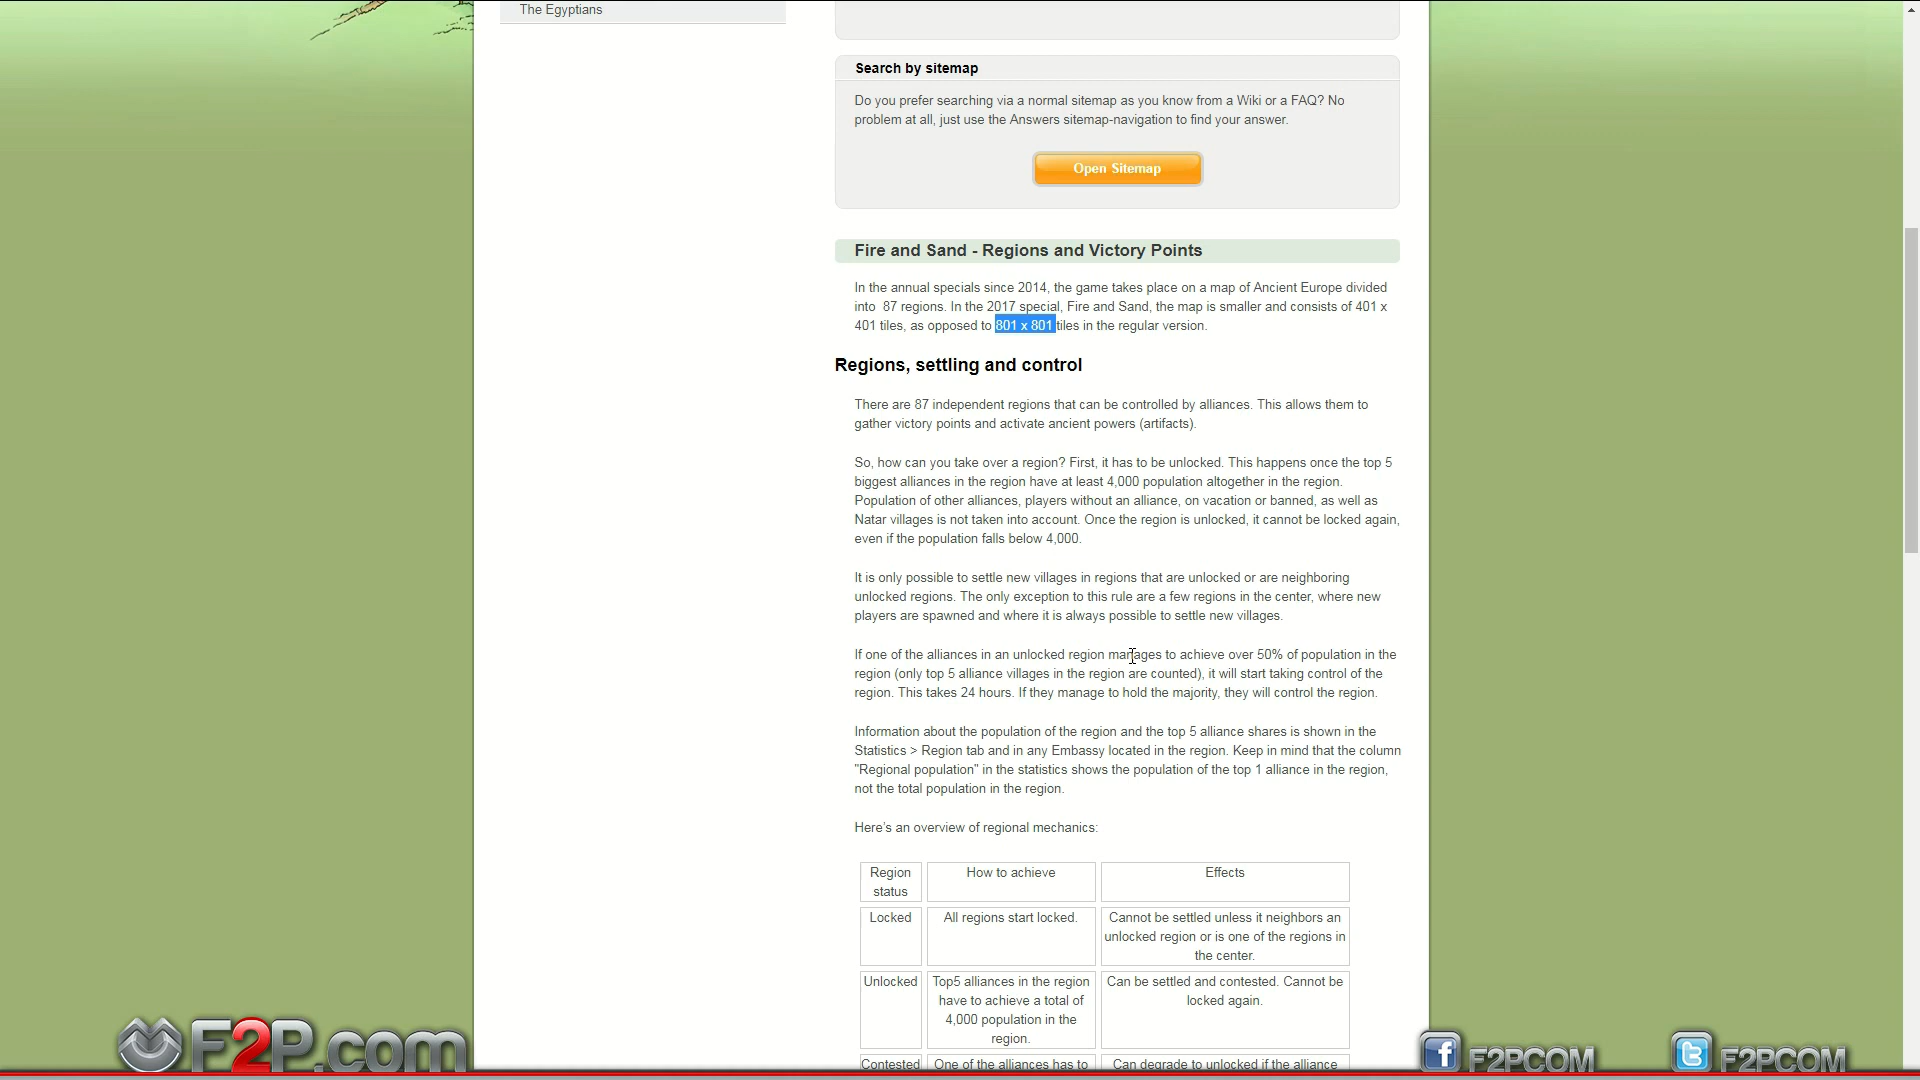 The Egyptians
Search by sitemap
Do you prefer searching via a normal sitemap as you know from a Wiki or a FAQ? No
problem at all, just use the Answers sitemap-navigation to find your answer.
Open Sitemap
Fire and Sand - Regions and Victory Points
In the annual specials since 2014, the game takes place on a map of Ancient Europe divided
into 87 regions. In the 2017 special, Fire and Sand, the map is smaller and consists of 401 x
401 tiles, as opposed to 801 x 801 tiles in the regular version.
Regions, settling and control
There are 87 independent regions that can be controlled by alliances. This allows them to
gather victory points and activate ancient powers (artifacts).
So, how can you take over a region? First, it has to be unlocked. This happens once the top 5
biggest alliances in the region have at least 4,000 population altogether in the region.
Population of other alliances, players without an alliance, on vacation or banned, as well as
Natar villages is not taken into account. Once the region is unlocked, it cannot be locked again,
even if the population falls below 4,000.
It is only possible to settle new villages in regions that are unlocked or are neighboring
unlocked regions. The only exception to this rule are a few regions in the center, where new
players are spawned and where it is always possible to settle new villages.
If one of the alliances in an unlocked region manages to achieve over 50% of population in the
region (only top 5 alliance villages in the region are counted), it will start taking control of the
region. This takes 24 hours. If they manage to hold the majority, they will control the region.
Information about the population of the region and the top 5 alliance shares is shown in the
Statistics > Region tab and in any Embassy located in the region. Keep in mind that the column
"Regional population" in the statistics shows the population of the top 1 alliance in the region,
not the total population in the region.
Here's an overview of regional mechanics:
Region
status
How to achieve
Effects
Locked
All regions start locked.
Cannot be settled unless it neighbors an
unlocked region or is one of the regions in
the center.
Unlocked
Top5 alliances in the region
have to achieve a total of
4,000 population in the
region.
Can be settled and contested. Cannot be
locked again.
Contested
One of the alliances has to
Can degrade to unlocked if the alliance
F2P.com
F2PCOM
F2PCOM